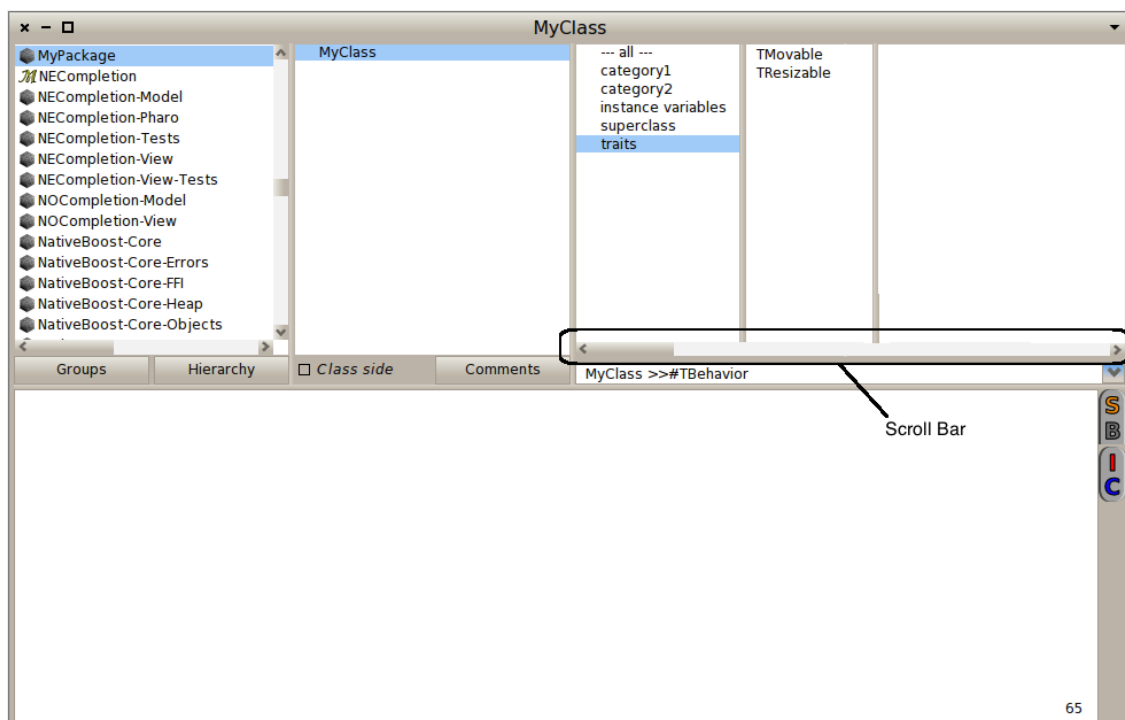 MyClass
MyPackage
NECompletion
NECompletion-Model
NECompletion-Pharo
NECompletion-Tests
NECompletion-View
NECompletion-View-Tests
NOCompletion-Model
NOCompletion-View
NativeBoost-Core
NativeBoost-Core-Errors
NativeBoost-Core-FFI
NativeBoost-Core-Heap
NativeBoost-Core-Objects
Groups
Hierarchy
MyClass
Class side
Comments
--- all ---
category1
category2
instance variables
superclass
traits
TMovable
TResizable
MyClass >>#TBehavior
Scroll Bar
S
B
I
C
65